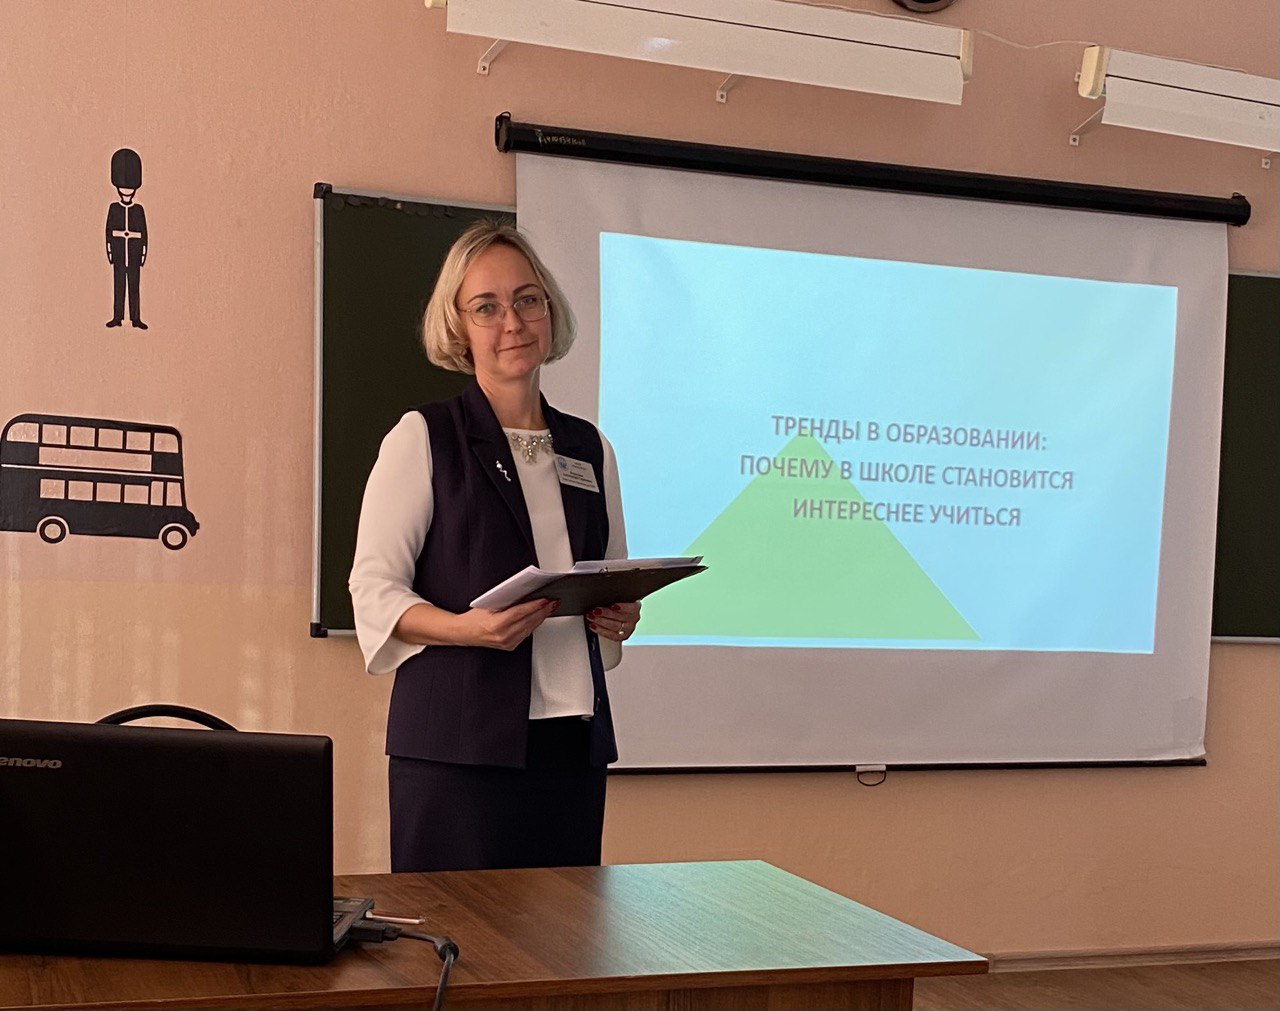 ТРЕНДЫ В ОБРАЗОВАНИИ:
ПОЧЕМУ В ШКОЛЕ СТАНОВИТСЯ
ИНТЕРЕСНЕЕ УЧИТЬСЯ
lenovo